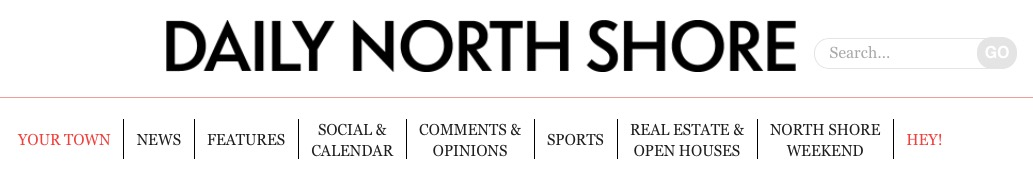 DAILY NORTH SHORE
Search...
GO
YOUR TOWN
NEWS
FEATURES
SOCIAL &
CALENDAR
COMMENTS &
OPINIONS
SPORTS
REAL ESTATE &
OPEN HOUSES
NORTH SHORE
WEEKEND
HEY!